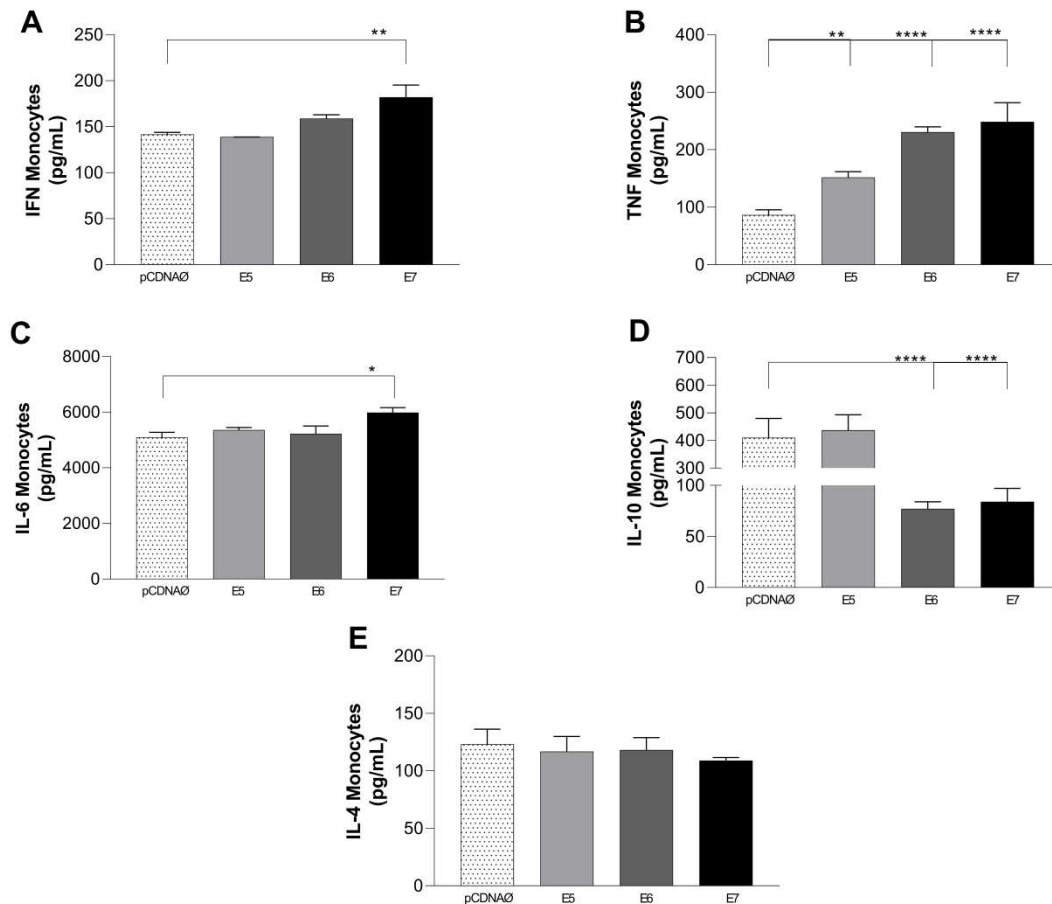 A
IFN Monocytes
(pg/mL)
250
200
150
100
50
0
**
pCDNAØ E5 E6 E7
B
TNF Monocytes
(pg/mL)
400
300
200
100
0
** **** ****
pCDNAØ E5 E6 E7
C
IL-6 Monocytes
(pg/mL)
8000
6000
4000
2000
0
*
pCDNAØ E5 E6 E7
D
IL-10 Monocytes
(pg/mL)
700
600
500
400
300
100
50
0
**** ****
pCDNAØ E5 E6 E7
E
IL-4 Monocytes
(pg/mL)
200
150
100
50
0
pCDNAØ E5 E6 E7